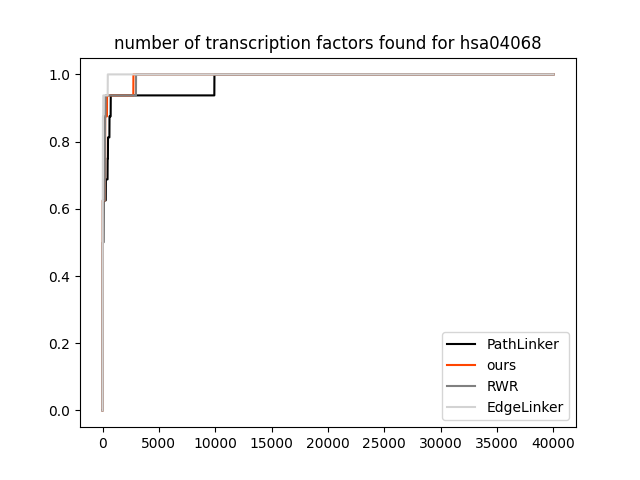 number of transcription factors found for hsa04068
1.0
0.8
0.6
0.4
0.2
0.0
0 5000 10000 15000 20000 25000 30000 35000 40000
PathLinker
ours
RWR
EdgeLinker